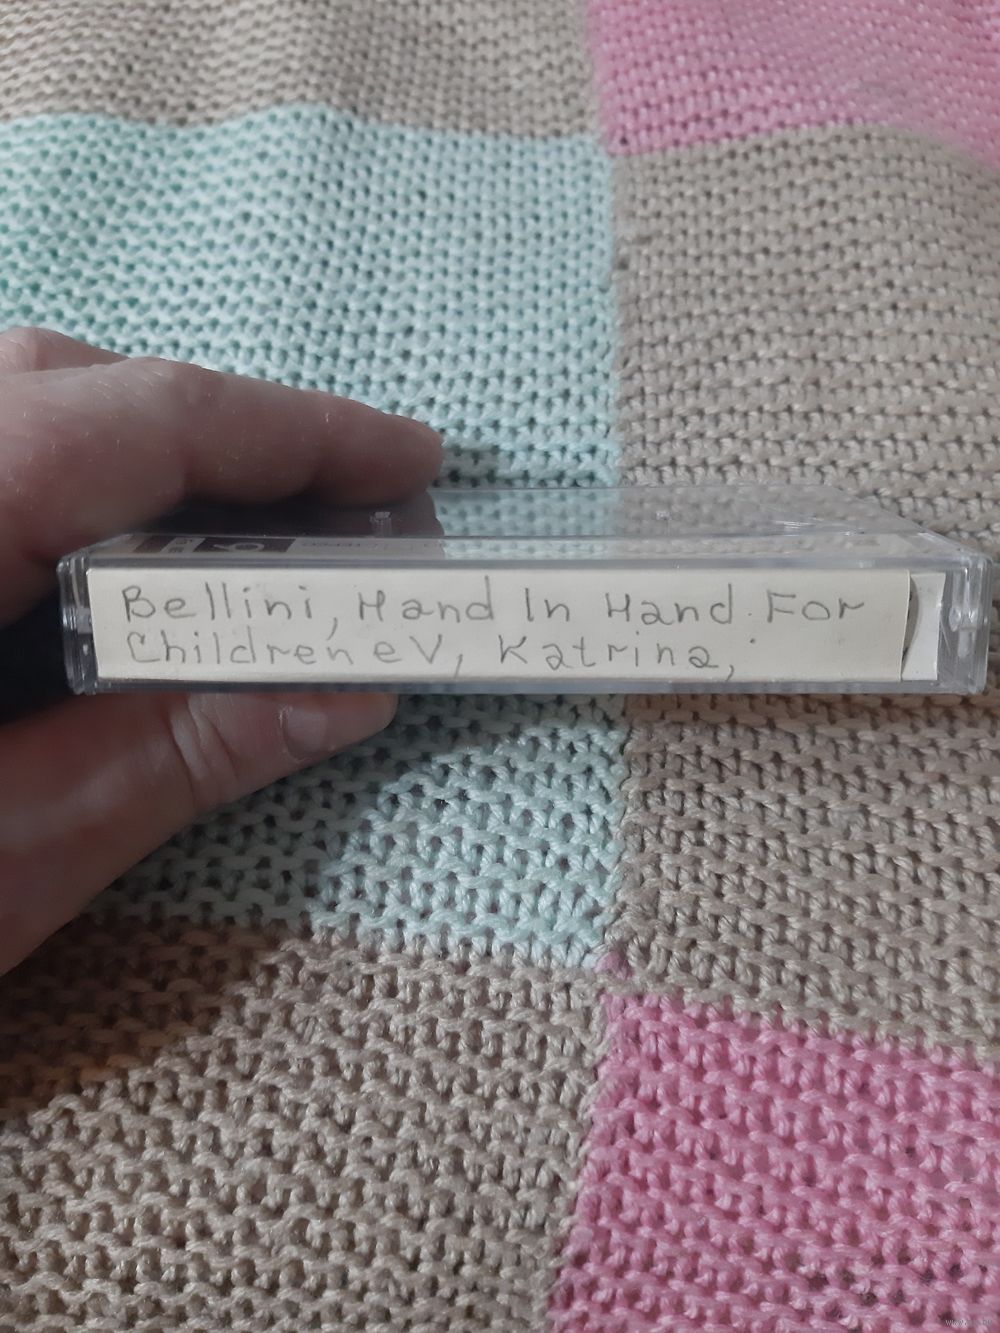 Bellini, Hand In Hand For
Children eV, Katrina,